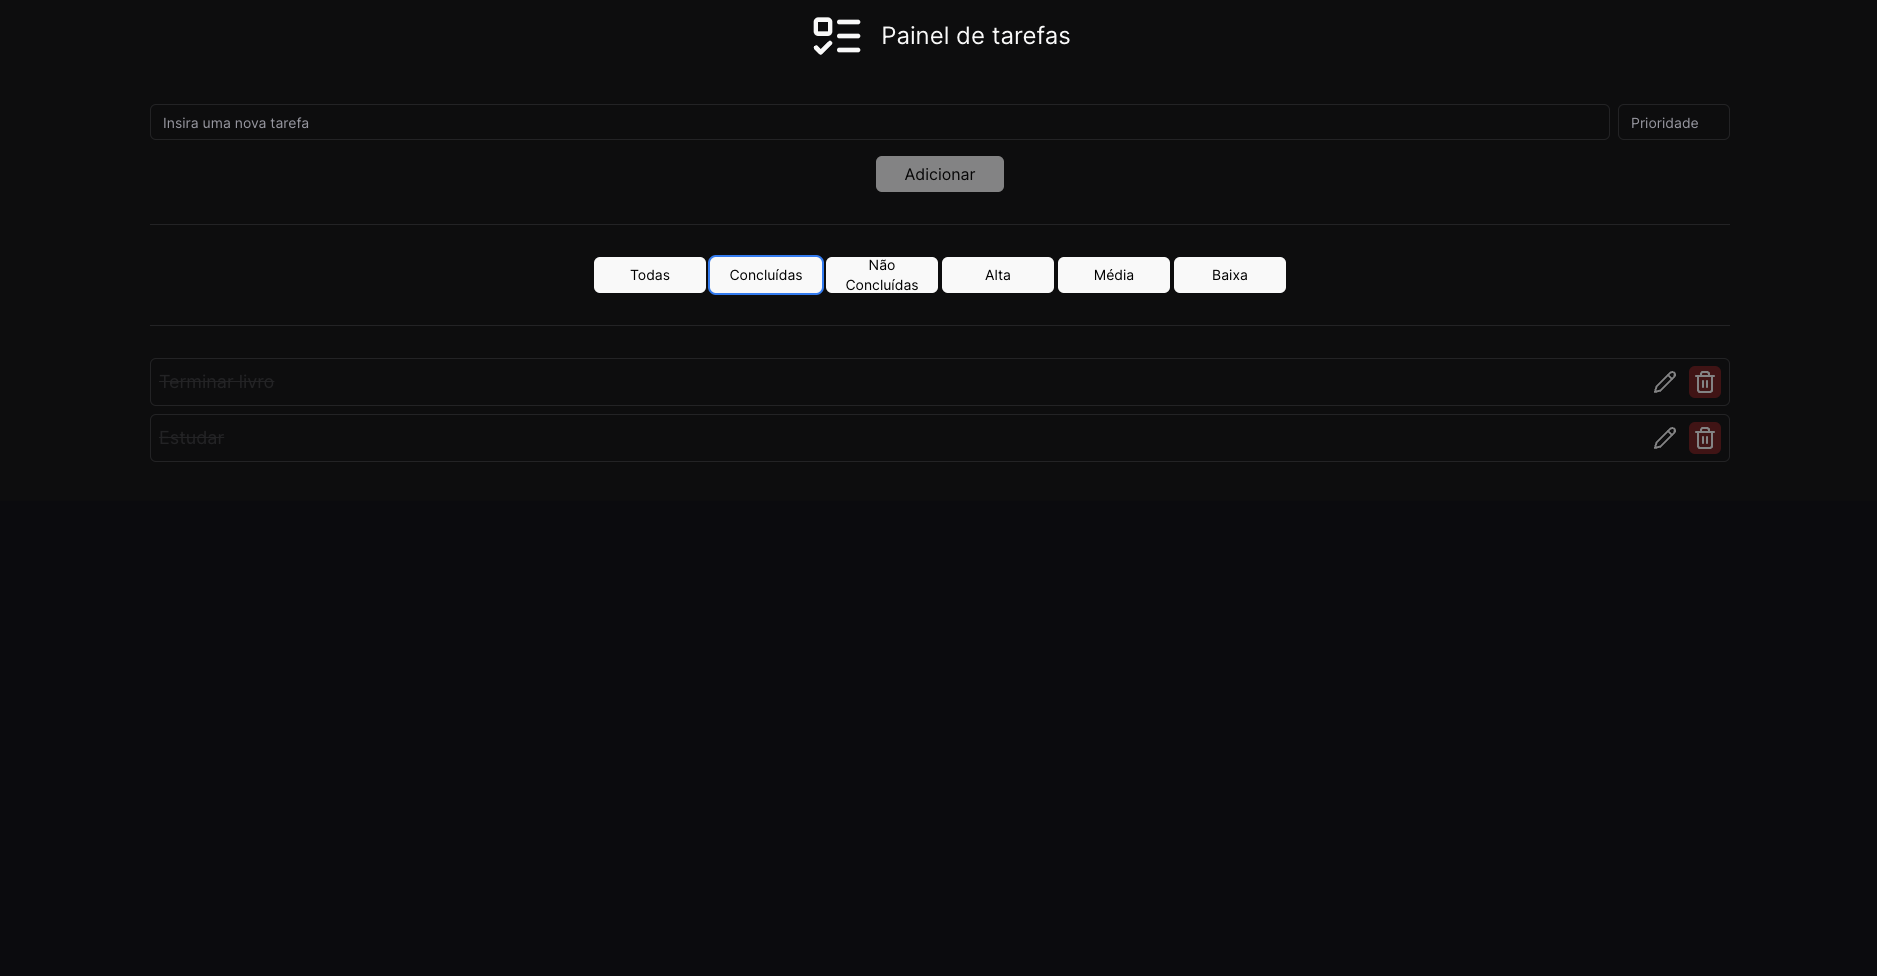 Painel de tarefas
Insira uma nova tarefa
Prioridade
Adicionar
Todas
Concluídas
Não
Concluídas
Alta
Média
Baixa
Terminar livro
Estudar